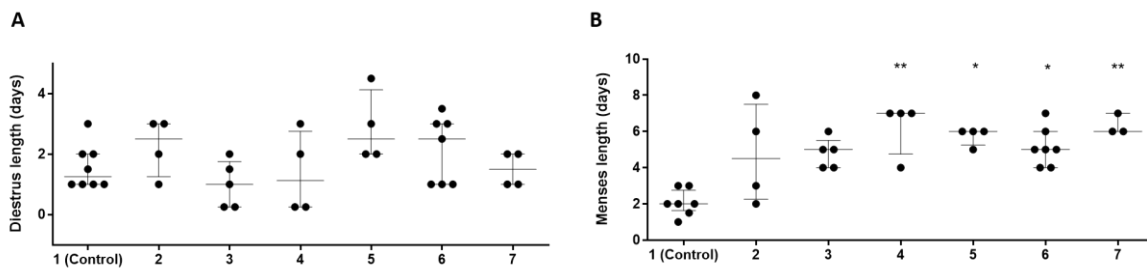 A
Diestrus length (days)
4
2
0
1 (Control) 2 3 4 5 6 7
B
Menses length (days)
10
8
6
4
2
0
** * * **
1 (Control) 2 3 4 5 6 7